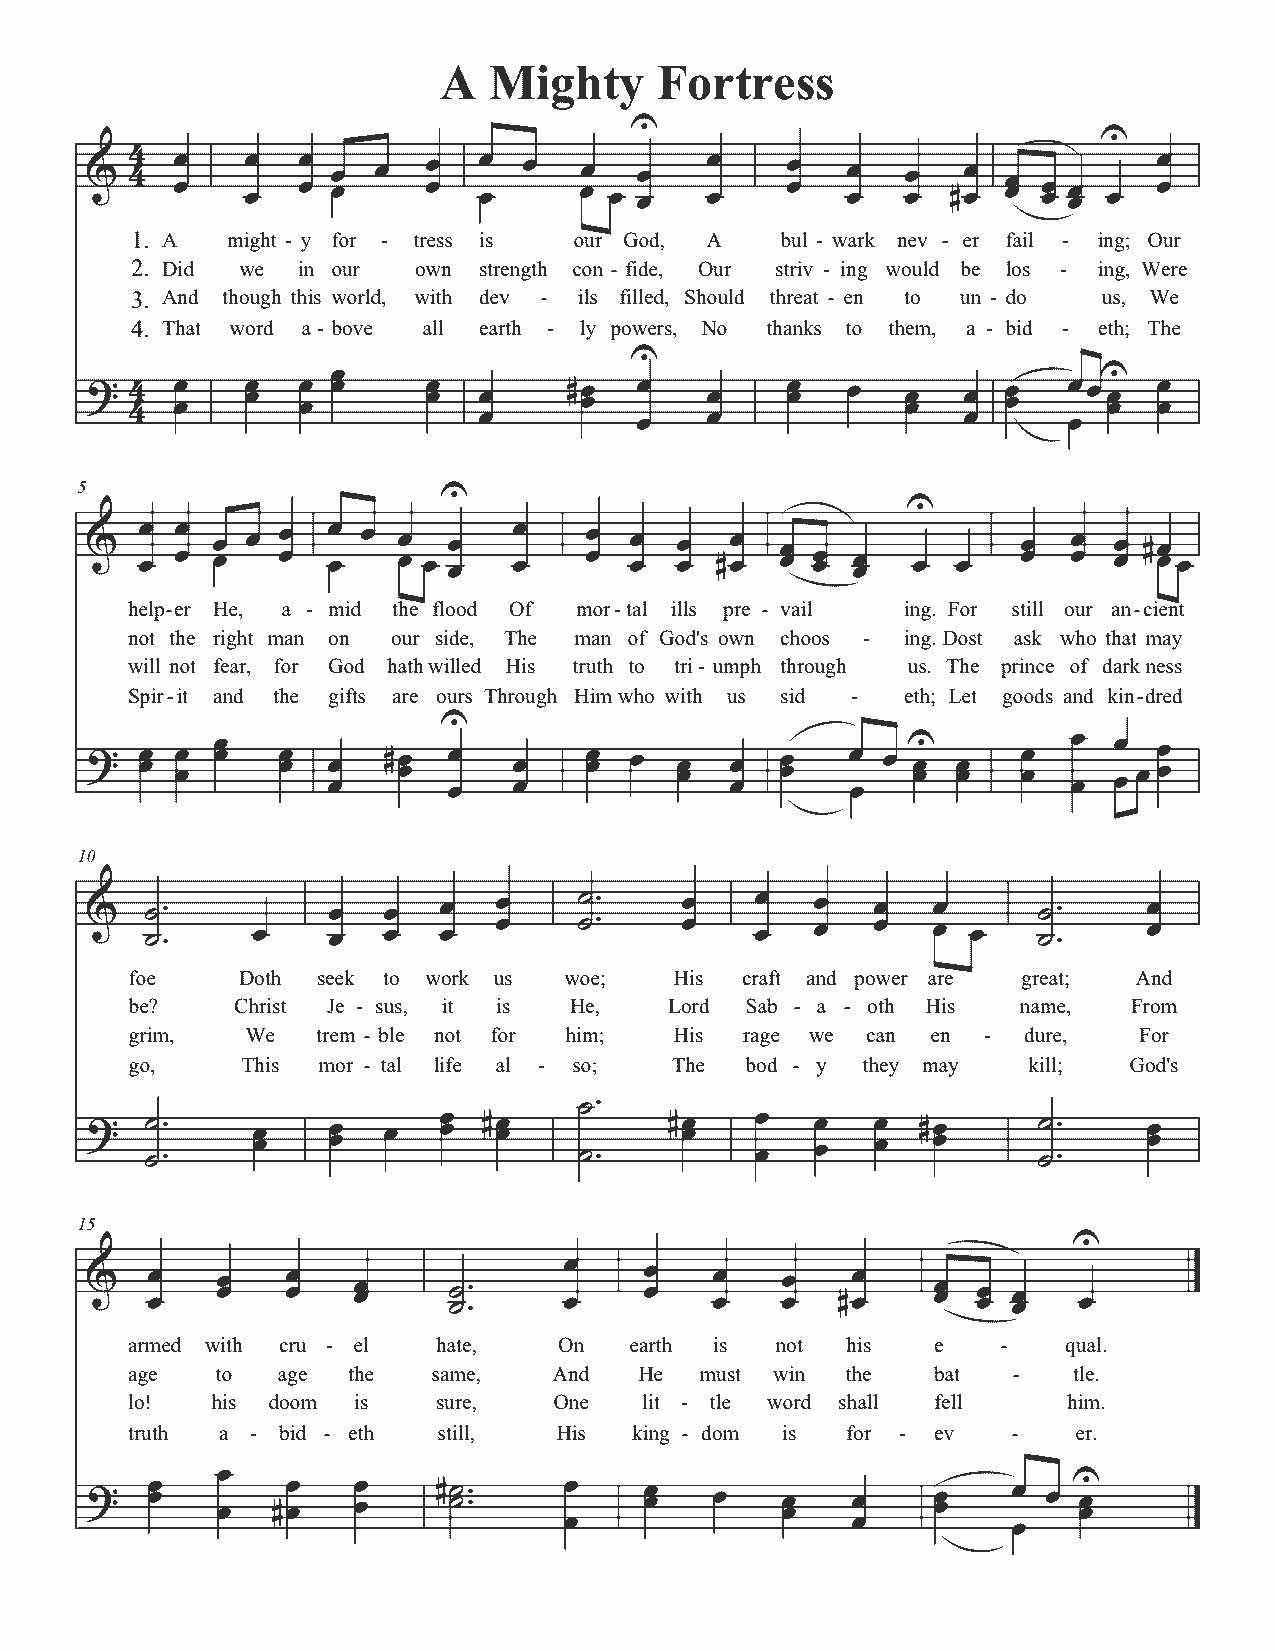 A Mighty Fortress
1. A might - y for - tress is our God, A bul - wark nev - er fail - ing; Our
2. Did we in our own strength con - fide, Our striv - ing would be los - ing, Were
3. And though this world, with dev - ils filled, Should threat - en to un - do us, We
4. That word a - bove all earth - ly powers, No thanks to them, a - bid - eth; The
5
help-er He, a - mid the flood Of mor - tal ills pre - vail ing. For still our an-cient
not the right man on our side, The man of God's own choos - ing. Dost ask who that may
will not fear, for God hath willed His truth to tri - umph through us. The prince of dark ness
Spir-it and the gifts are ours Through Him who with us sid - eth; Let goods and kin-dred
10
foe Doth seek to work us woe; His craft and power are great; And
be? Christ Je - sus, it is He, Lord Sab - a - oth His name, From
grim, We trem - ble not for him; His rage we can en - dure, For
go, This mor - tal life al - so; The bod - y they may kill; God's
15
armed with cru - el hate, On earth is not his e - qual.
age to age the same, And He must win the bat - tle.
lo! his doom is sure, One lit - tle word shall fell him.
truth a - bid - eth still, His king - dom is for - ev - er.